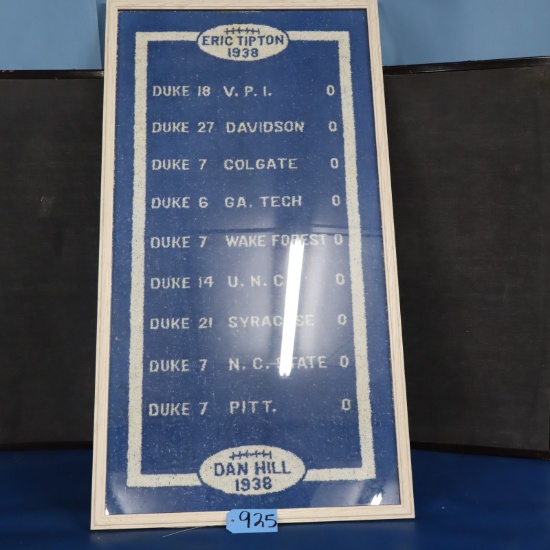 ERIC TIPTON
1938
DUKE 18 V. P. I. 0
DUKE 27 DAVIDSON 0
DUKE 7 COLGATE 0
DUKE 6 GA. TECH 0
DUKE 7 WAKE FOREST 0
DUKE 14 U. N. C. 0
DUKE 21 SYRACUSE 0
DUKE 7 N. C. STATE 0
DUKE 7 PITT. 0
DAN HILL
1938
925